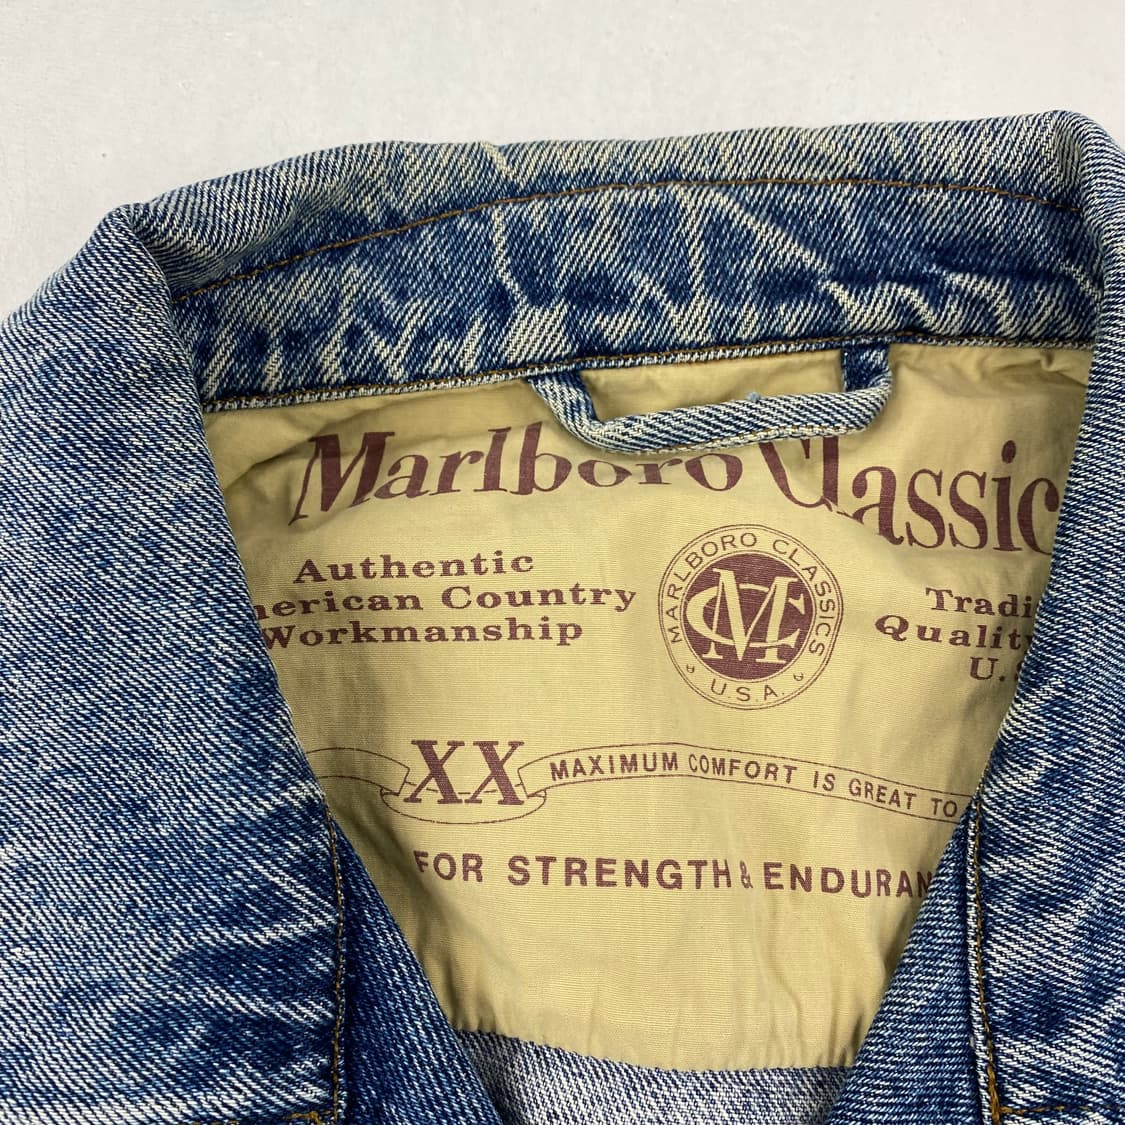 Marlboro Classic
Authentic
erican Country
Workmanship
MARLBORO CLASSICS
MC
U.S.A.
Tradi
Quality
U.S
XX MAXIMUM COMFORT IS GREAT TO
FOR STRENGTH & ENDURAN